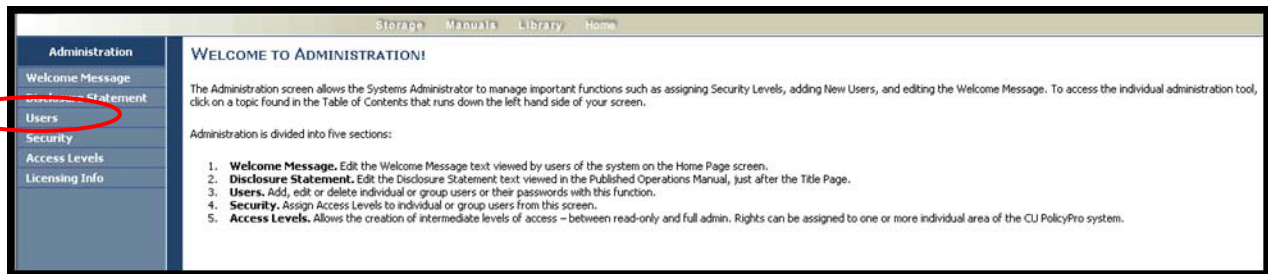 Storage Manuals Library Home
Administration
Welcome Message
Disclosure Statement
Users
Security
Access Levels
Licensing Info
WELCOME TO ADMINISTRATION!
The Administration screen allows the Systems Administrator to manage important functions such as assigning Security Levels, adding New Users, and editing the Welcome Message. To access the individual administration tool,
click on a topic found in the Table of Contents that runs down the left hand side of your screen.
Administration is divided into five sections:
1. Welcome Message. Edit the Welcome Message text viewed by users of the system on the Home Page screen.
2. Disclosure Statement. Edit the Disclosure Statement text viewed in the Published Operations Manual, just after the Title Page.
3. Users. Add, edit or delete individual or group users or their passwords with this function.
4. Security. Assign Access Levels to individual or group users from this screen.
5. Access Levels. Allows the creation of intermediate levels of access – between read-only and full admin. Rights can be assigned to one or more individual area of the CU PolicyPro system.